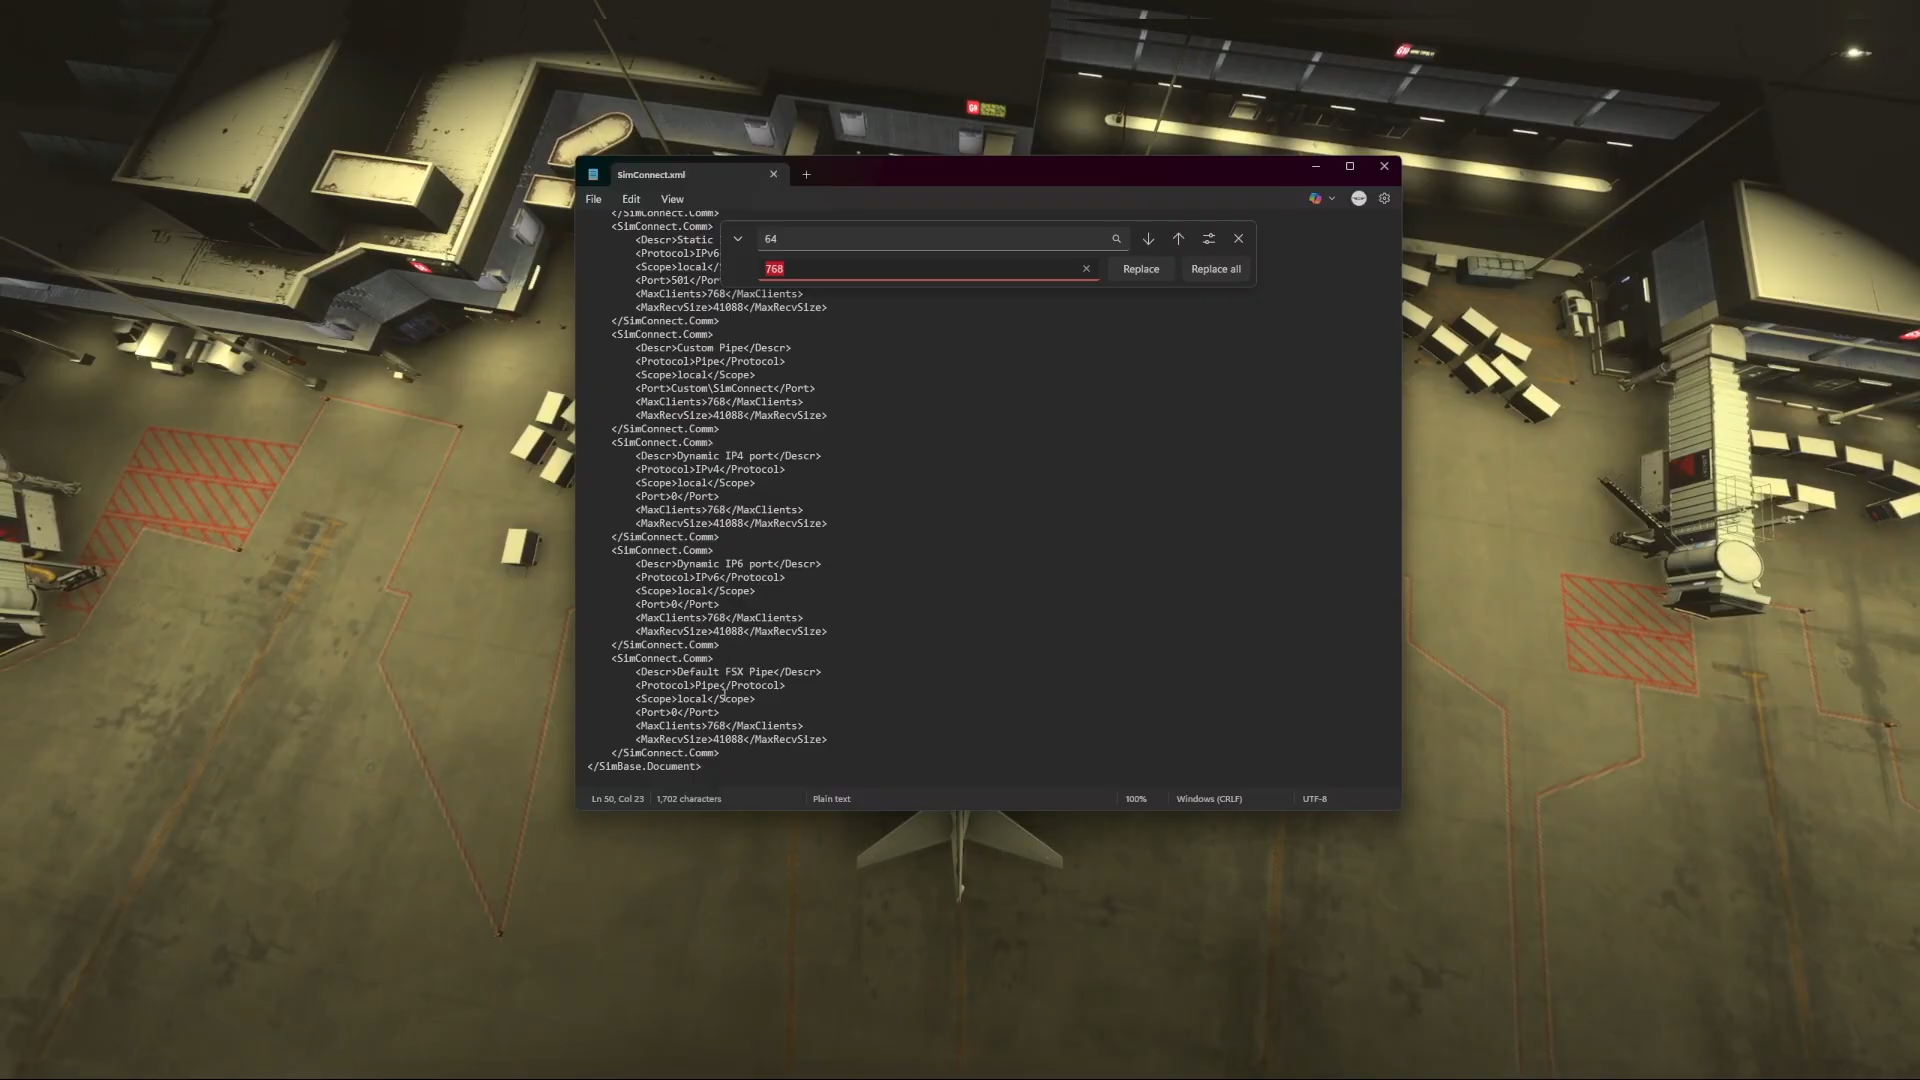 SimConnect.xml
File Edit View
</SimConnect.Comm>
<SimConnect.Comm>
64
<Descr>Static
<Protocol>IPv6
<Scope>local</
768 Replace Replace all
<Port>501</Por
<MaxClients>768</MaxClients>
<MaxRecvSize>41088</MaxRecvSize>
</SimConnect.Comm>
<SimConnect.Comm>
<Descr>Custom Pipe</Descr>
<Protocol>Pipe</Protocol>
<Scope>local</Scope>
<Port>Custom\SimConnect</Port>
<MaxClients>768</MaxClients>
<MaxRecvSize>41088</MaxRecvSize>
</SimConnect.Comm>
<SimConnect.Comm>
<Descr>Dynamic IP4 port</Descr>
<Protocol>IPv4</Protocol>
<Scope>local</Scope>
<Port>0</Port>
<MaxClients>768</MaxClients>
<MaxRecvSize>41088</MaxRecvSize>
</SimConnect.Comm>
<SimConnect.Comm>
<Descr>Dynamic IP6 port</Descr>
<Protocol>IPv6</Protocol>
<Scope>local</Scope>
<Port>0</Port>
<MaxClients>768</MaxClients>
<MaxRecvSize>41088</MaxRecvSize>
</SimConnect.Comm>
<SimConnect.Comm>
<Descr>Default FSX Pipe</Descr>
<Protocol>Pipe</Protocol>
<Scope>local</Scope>
<Port>0</Port>
<MaxClients>768</MaxClients>
<MaxRecvSize>41088</MaxRecvSize>
</SimConnect.Comm>
</SimBase.Document>
Ln 50, Col 23 1,702 characters Plain text 100% Windows (CRLF) UTF-8